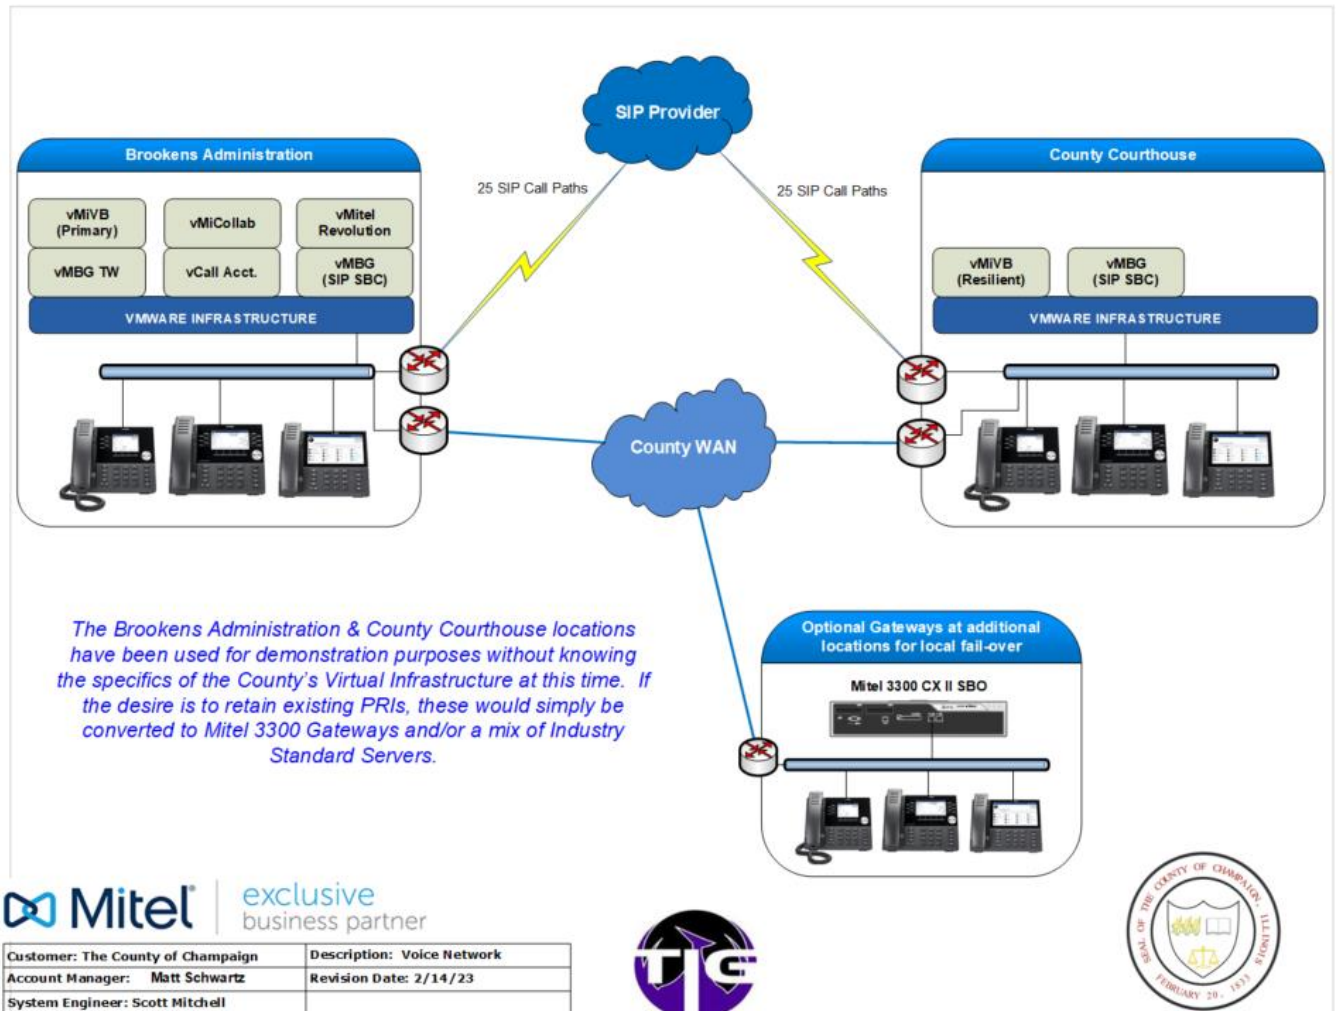 SIP Provider
Brookens Administration
County Courthouse
25 SIP Call Paths
25 SIP Call Paths
vMiVB
(Primary)
vMiCollab
vMitel
Revolution
vMBG TW
vCall Acct.
vMBG
(SIP SBC)
VMWARE INFRASTRUCTURE
vMiVB
(Resilient)
vMBG
(SIP SBC)
VMWARE INFRASTRUCTURE
County WAN
The Brookens Administration & County Courthouse locations
have been used for demonstration purposes without knowing
the specifics of the County's Virtual Infrastructure at this time.  If
the desire is to retain existing PRIs, these would simply be
converted to Mitel 3300 Gateways and/or a mix of Industry
Standard Servers.
Optional Gateways at additional
locations for local fail-over
Mitel 3300 CX II SBO
Mitel®
exclusive
business partner
Customer: The County of Champaign
Description: Voice Network
Account Manager: Matt Schwartz
Revision Date: 2/14/23
System Engineer: Scott Mitchell
TIG
SEAL OF THE COUNTY OF CHAMPAIGN, ILLINOIS
FEBRUARY 20, 1833